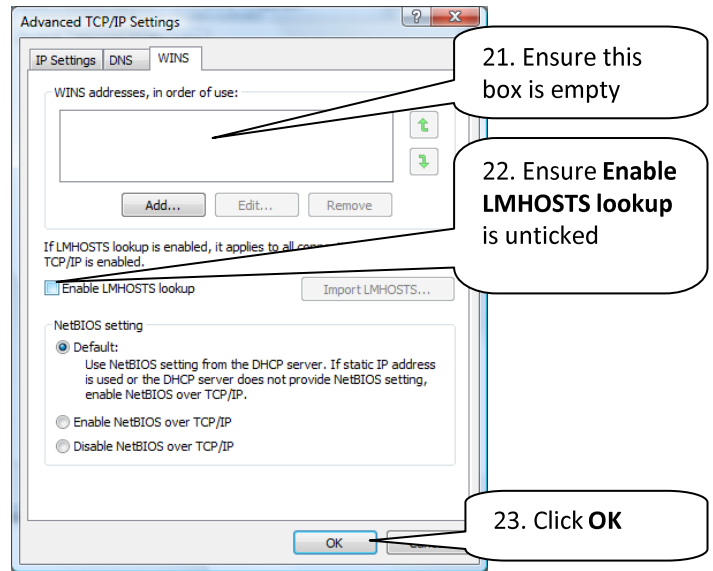 Advanced TCP/IP Settings
IP Settings DNS WINS
WINS addresses, in order of use:
Add... Edit... Remove
If LMHOSTS lookup is enabled, it applies to all
TCP/IP is enabled.
Enable LMHOSTS lookup Import LMHOSTS...
NetBIOS setting
Default:
Use NetBIOS setting from the DHCP server. If static IP address
is used or the DHCP server does not provide NetBIOS setting,
enable NetBIOS over TCP/IP.
Enable NetBIOS over TCP/IP
Disable NetBIOS over TCP/IP
OK
21. Ensure this
box is empty
22. Ensure Enable
LMHOSTS lookup
is unticked
23. Click OK